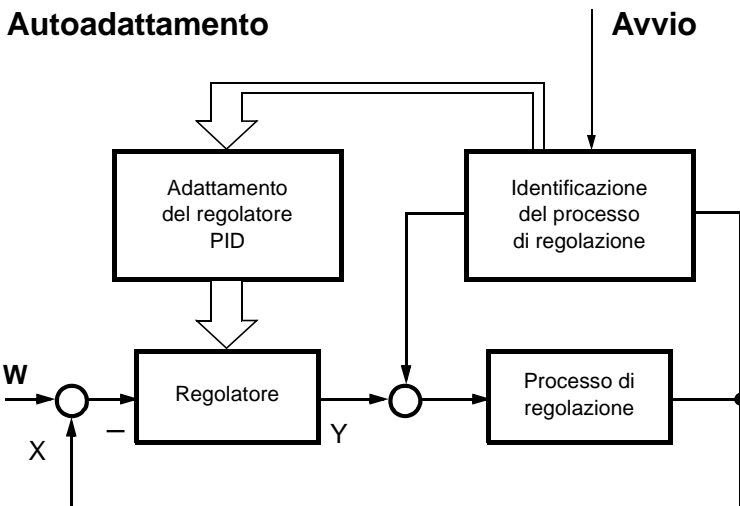 Autoadattamento
Avvio
Adattamento
del regolatore
PID
Identificazione
del processo
di regolazione
W
Regolatore
Processo di
regolazione
X
–
Y